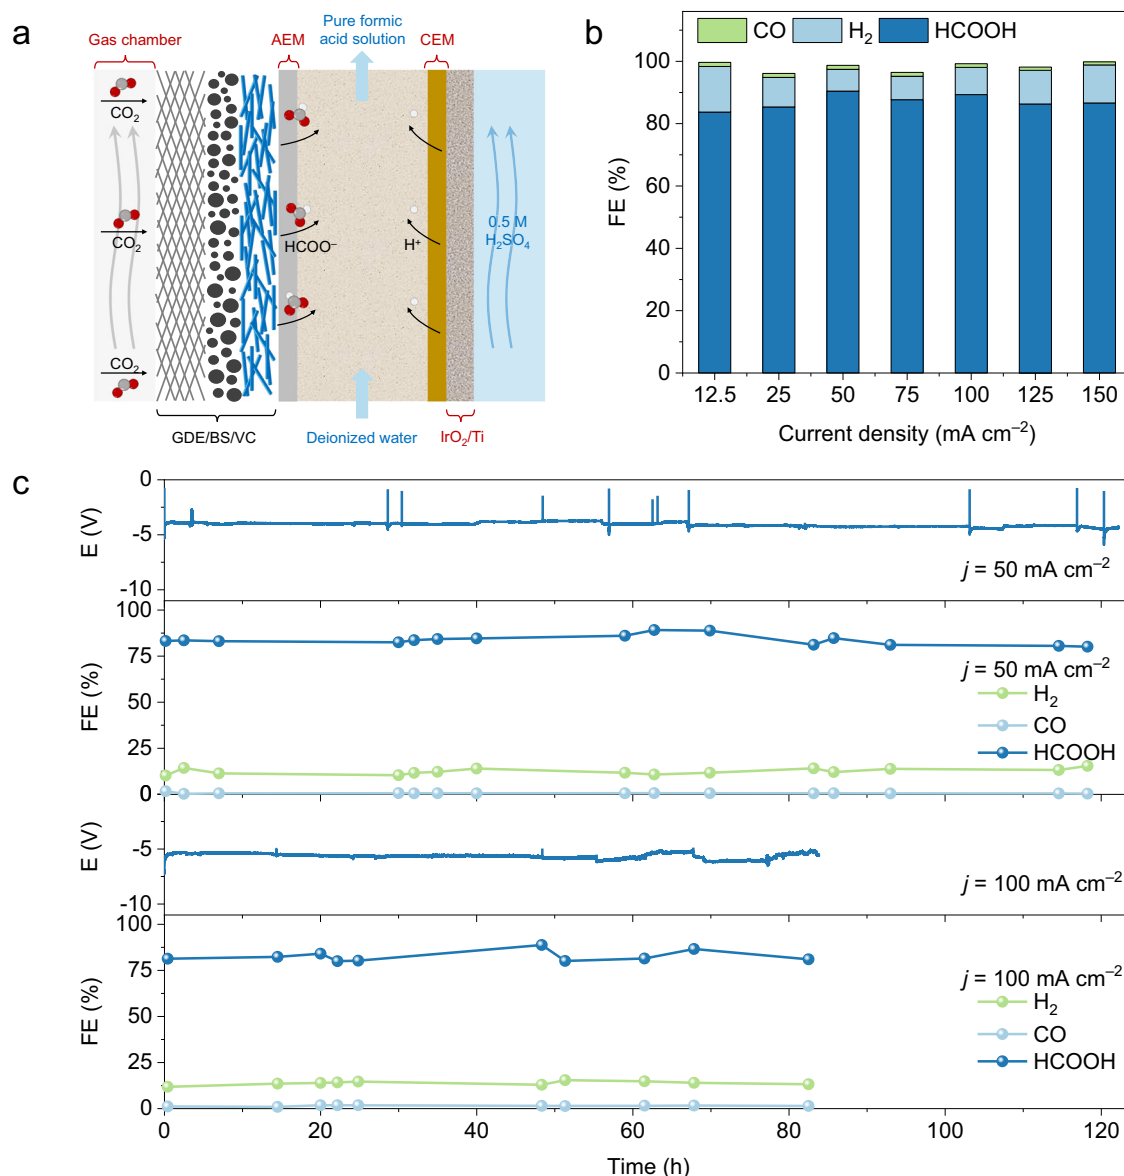 a
Gas chamber
AEM
Pure formic
acid solution
CEM
CO₂
CO₂
CO₂
HCOO⁻
H⁺
0.5 M
H₂SO₄
GDE/BS/VC
Deionized water
IrO₂/Ti
b
CO
H₂
HCOOH
FE (%)
100
80
60
40
20
0
12.5
25
50
75
100
125
150
Current density (mA cm⁻²)
c
E (V)
0
-5
-10
j = 50 mA cm⁻²
FE (%)
100
75
50
25
0
j = 50 mA cm⁻²
H₂
CO
HCOOH
E (V)
0
-5
-10
j = 100 mA cm⁻²
FE (%)
100
75
50
25
0
j = 100 mA cm⁻²
H₂
CO
HCOOH
0
20
40
60
80
100
120
Time (h)